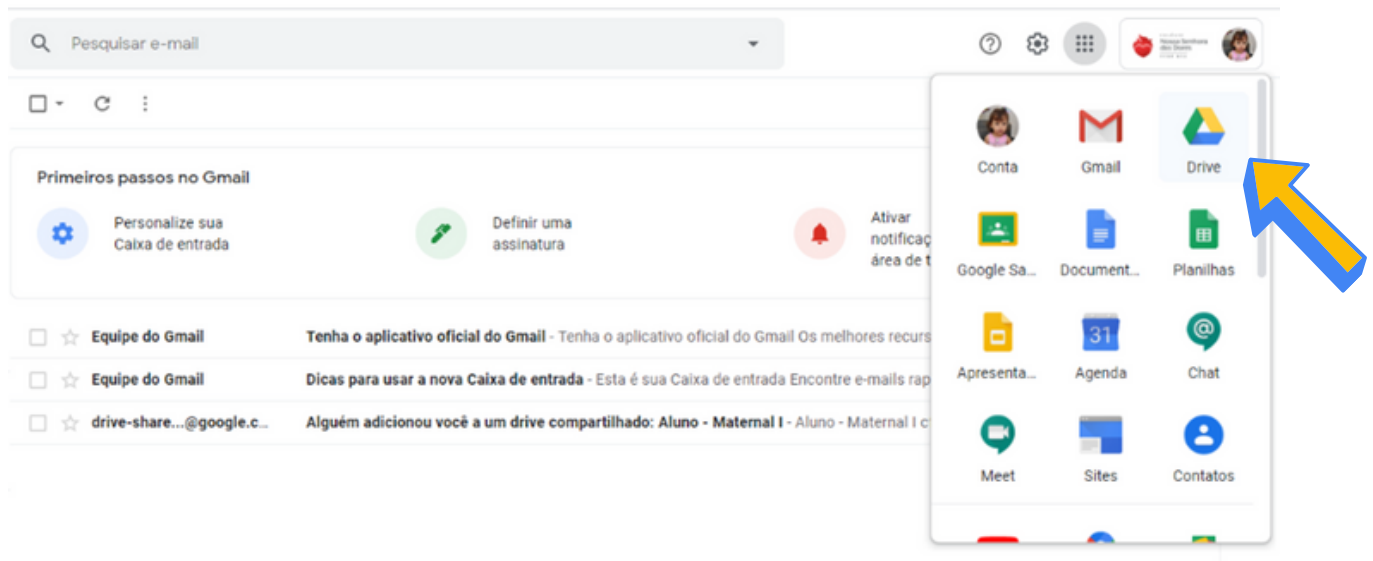 Pesquisar e-mail
Nossa Senhora
das Dores
Primeiros passos no Gmail
Personalize sua
Caixa de entrada
Definir uma
assinatura
Ativar
notificaç
área de t
Equipe do Gmail Tenha o aplicativo oficial do Gmail - Tenha o aplicativo oficial do Gmail Os melhores recurs
Equipe do Gmail Dicas para usar a nova Caixa de entrada - Esta é sua Caixa de entrada Encontre e-mails rap
drive-share...@google.c... Alguém adicionou você a um drive compartilhado: Aluno - Maternal I - Aluno - Maternal I c
Conta Gmail Drive
Google Sa... Document... Planilhas
Apresenta... Agenda Chat
31
Meet Sites Contatos